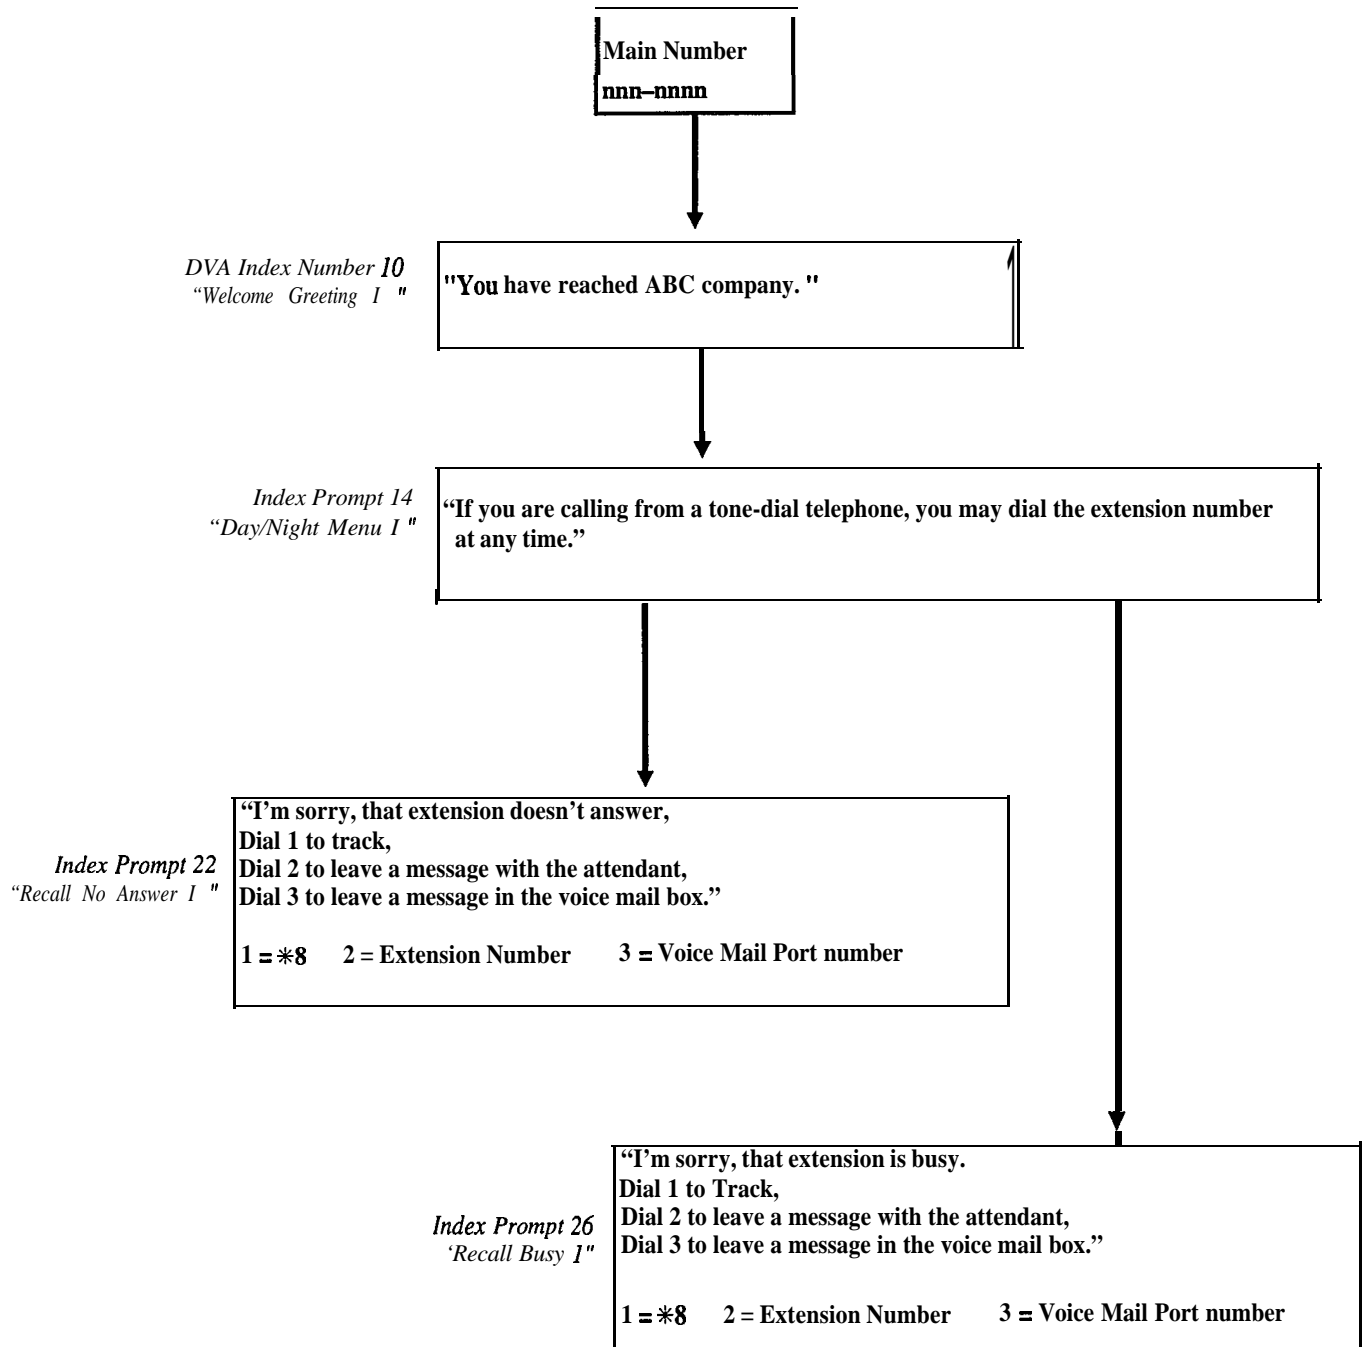 Main Number
nnn–nnnn
DVA Index Number 10
“Welcome Greeting I "
"You have reached ABC company. "
Index Prompt 14
“Day/Night Menu I "
“If you are calling from a tone-dial telephone, you may dial the extension number
at any time.”
“I’m sorry, that extension doesn’t answer,
Dial 1 to track,
Dial 2 to leave a message with the attendant,
Dial 3 to leave a message in the voice mail box.”
Index Prompt 22
“Recall No Answer I "
1 = *8 2 = Extension Number 3 = Voice Mail Port number
“I’m sorry, that extension is busy.
Dial 1 to Track,
Dial 2 to leave a message with the attendant,
Dial 3 to leave a message in the voice mail box.”
Index Prompt 26
‘Recall Busy 1"
1 = *8 2 = Extension Number 3 = Voice Mail Port number